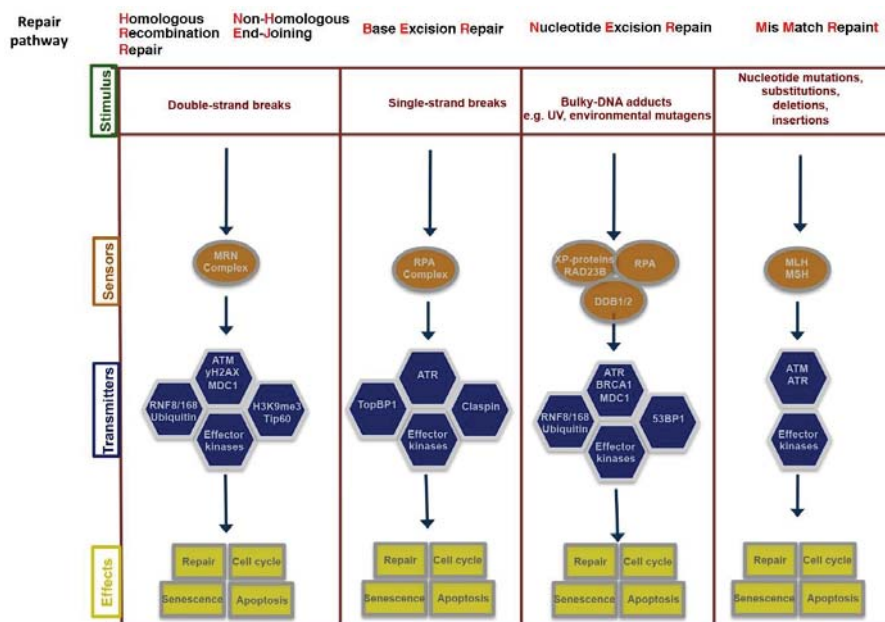 Repair
pathway
Homologous
Recombination
Repair
Non-Homologous
End-Joining
Base Excision Repair
Nucleotide Excision Repain
Mis Match Repaint
Stimulus
Double-strand breaks
Single-strand breaks
Bulky-DNA adducts
e.g. UV, environmental mutagens
Nucleotide mutations,
substitutions,
deletions,
insertions
Sensors
MRN
Complex
RPA
Complex
XP-proteins
RAD23B
RPA
DDB1/2
MLH
MSH
Transmitters
ATM
yH2AX
MDC1
RNF8/168
Ubiquitin
H3K9me3
Tip60
Effector
kinases
ATR
TopBP1
Claspin
Effector
kinases
ATR
BRCA1
MDC1
RNF8/168
Ubiquitin
53BP1
Effector
kinases
ATM
ATR
Effector
kinases
Effects
Repair
Cell cycle
Senescence
Apoptosis
Repair
Cell cycle
Senescence
Apoptosis
Repair
Cell cycle
Senescence
Apoptosis
Repair
Cell cycle
Senescence
Apoptosis